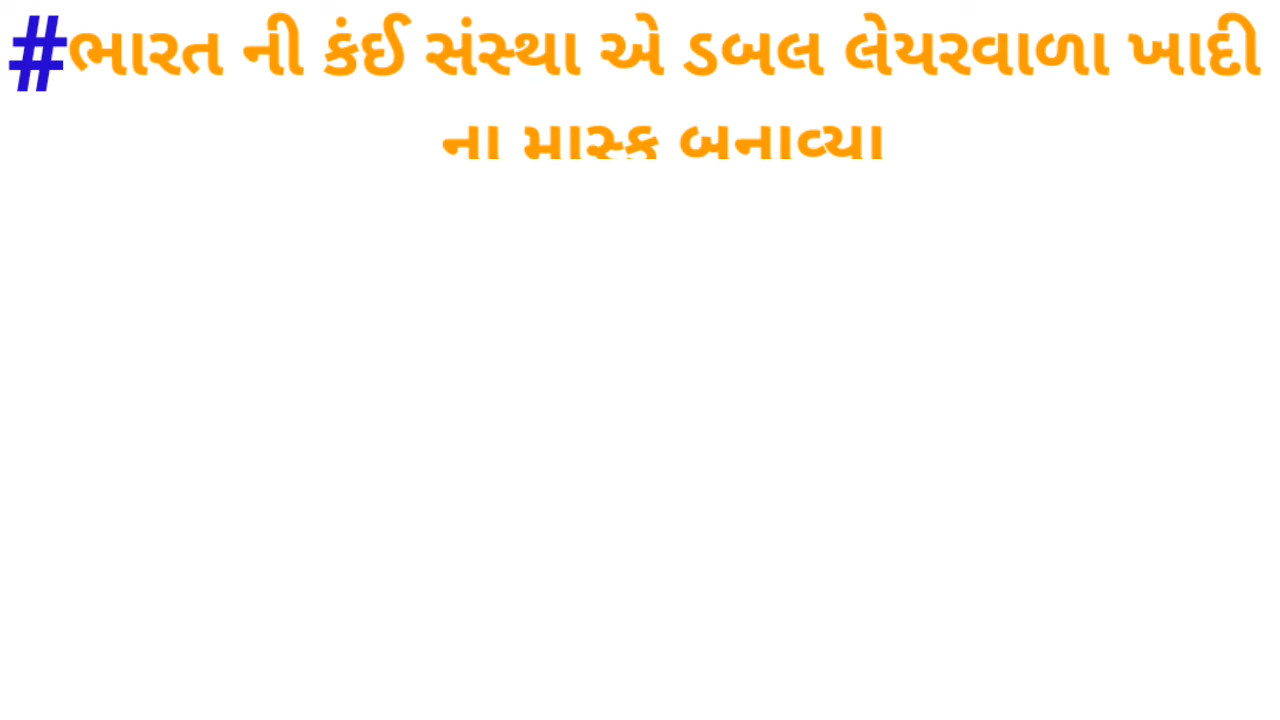 #ભારત ની કંઈ સંસ્થા એ ડબલ લેયરવાળા ખાદી
ના માસ્ક બનાવ્યા